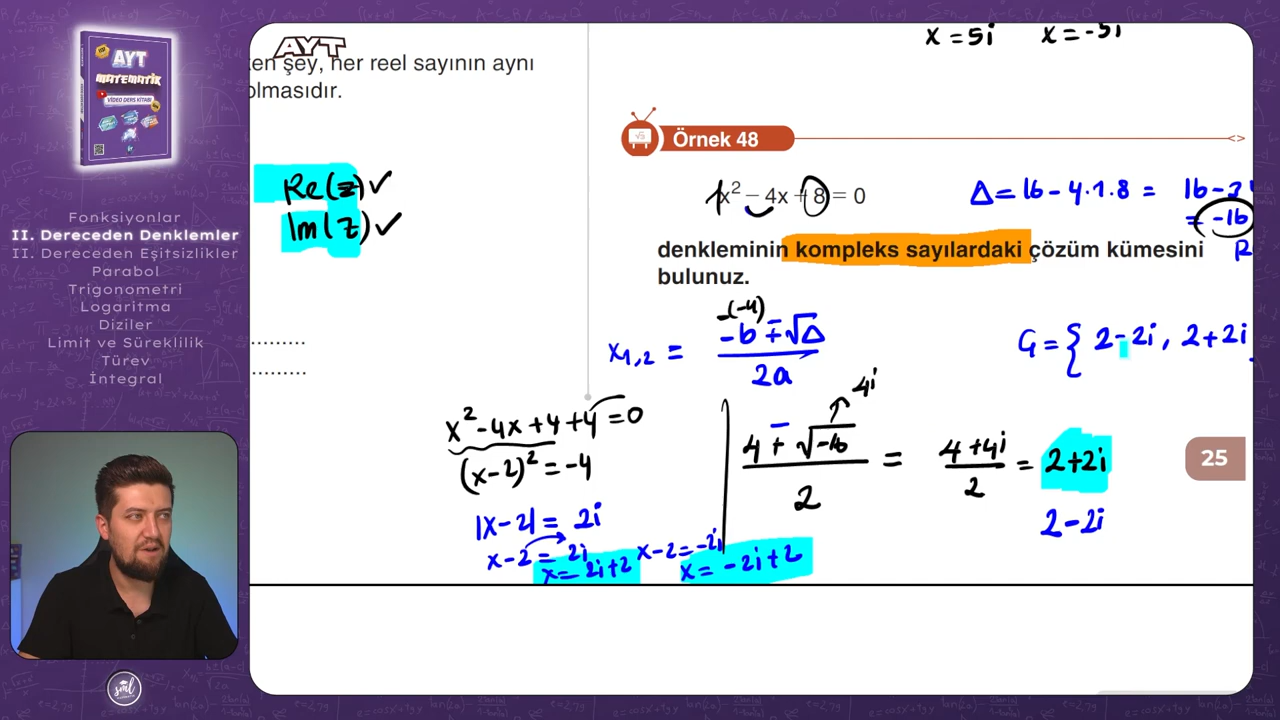 AYT
MATEMATİK
VİDEO DERS KİTABI
Fonksiyonlar
II. Dereceden Denklemler
II. Dereceden Eşitsizlikler
Parabol
Trigonometri
Logaritma
Diziler
Limit ve Süreklilik
Türev
İntegral
sml
AYT
ten şey, her reel sayının aynı
olmasıdır.
Re(z) ✓
Im(z) ✓
..........
..........
x = 5i x = -5i
√5
Örnek 48
<>
x² − 4x + 8 = 0
Δ = 16 - 4·1·8 =
= -16
denkleminin kompleks sayılardaki çözüm kümesini
bulunuz.
-(-4)
x1,2 = (-b ∓ √Δ) / 2a
Ç = { 2-2i, 2+2i
x² - 4x + 4 + 4 = 0
(x-2)² = -4
|x-2| = 2i
x-2 = 2i x-2 = -2i
x = 2i+2 x = -2i+2
4i
(4 ∓ √-16) / 2 = (4+4i) / 2 = 2+2i
2-2i
25